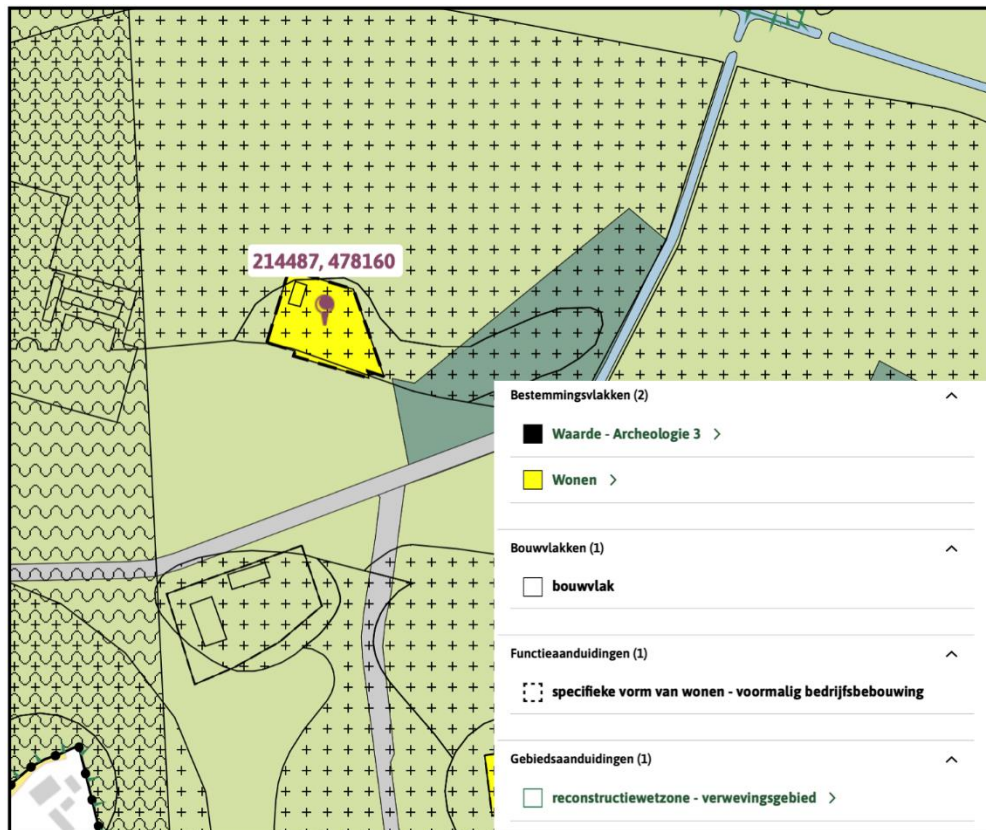 214487, 478160
Bestemmingsvlakken (2)
Waarde - Archeologie 3
Wonen
Bouwvlakken (1)
bouwvlak
Functieaanduidingen (1)
specifieke vorm van wonen - voormalig bedrijfsbebouwing
Gebiedsaanduidingen (1)
reconstructiewetzone - verwevingsgebied